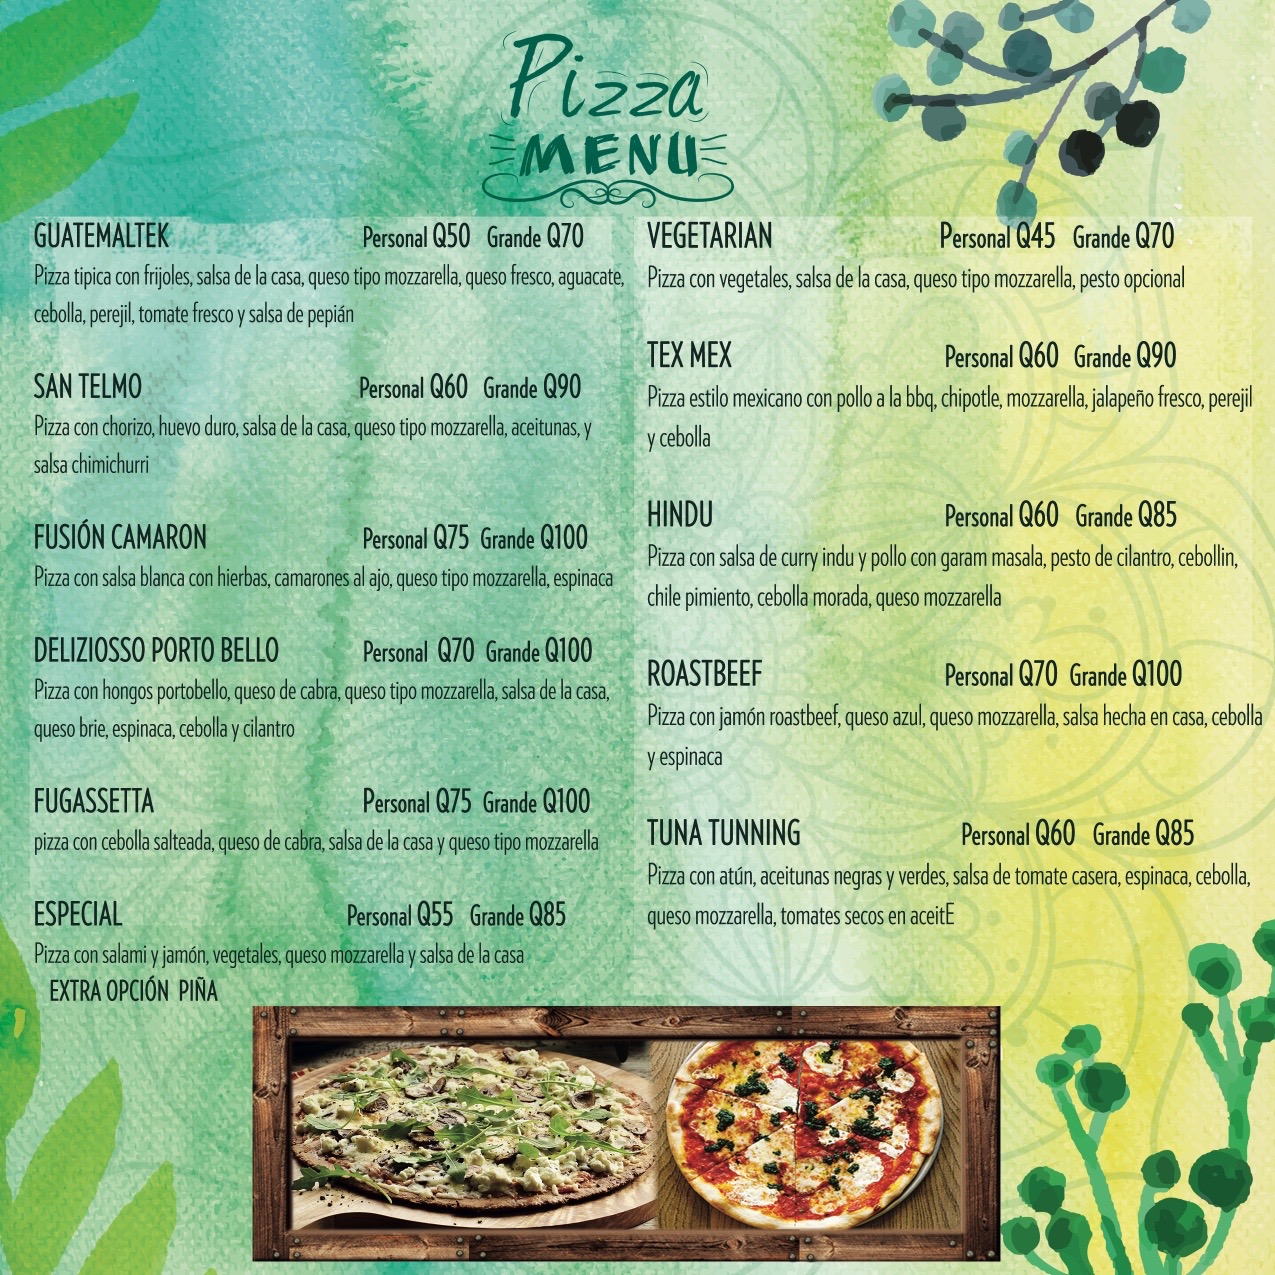 Pizza
MENU
GUATEMALTEK Personal Q50 Grande Q70
Pizza tipica con frijoles, salsa de la casa, queso tipo mozzarella, queso fresco, aguacate,
cebolla, perejil, tomate fresco y salsa de pepián
SAN TELMO Personal Q60 Grande Q90
Pizza con chorizo, huevo duro, salsa de la casa, queso tipo mozzarella, aceitunas, y
salsa chimichurri
FUSIÓN CAMARON Personal Q75 Grande Q100
Pizza con salsa blanca con hierbas, camarones al ajo, queso tipo mozzarella, espinaca
DELIZIOSSO PORTO BELLO Personal Q70 Grande Q100
Pizza con hongos portobello, queso de cabra, queso tipo mozzarella, salsa de la casa,
queso brie, espinaca, cebolla y cilantro
FUGASSETTA Personal Q75 Grande Q100
pizza con cebolla salteada, queso de cabra, salsa de la casa y queso tipo mozzarella
ESPECIAL Personal Q55 Grande Q85
Pizza con salami y jamón, vegetales, queso mozzarella y salsa de la casa
EXTRA OPCIÓN PIÑA
VEGETARIAN Personal Q45 Grande Q70
Pizza con vegetales, salsa de la casa, queso tipo mozzarella, pesto opcional
TEX MEX Personal Q60 Grande Q90
Pizza estilo mexicano con pollo a la bbq, chipotle, mozzarella, jalapeño fresco, perejil
y cebolla
HINDU Personal Q60 Grande Q85
Pizza con salsa de curry indu y pollo con garam masala, pesto de cilantro, cebollin,
chile pimiento, cebolla morada, queso mozzarella
ROASTBEEF Personal Q70 Grande Q100
Pizza con jamón roastbeef, queso azul, queso mozzarella, salsa hecha en casa, cebolla
y espinaca
TUNA TUNNING Personal Q60 Grande Q85
Pizza con atún, aceitunas negras y verdes, salsa de tomate casera, espinaca, cebolla,
queso mozzarella, tomates secos en aceitE